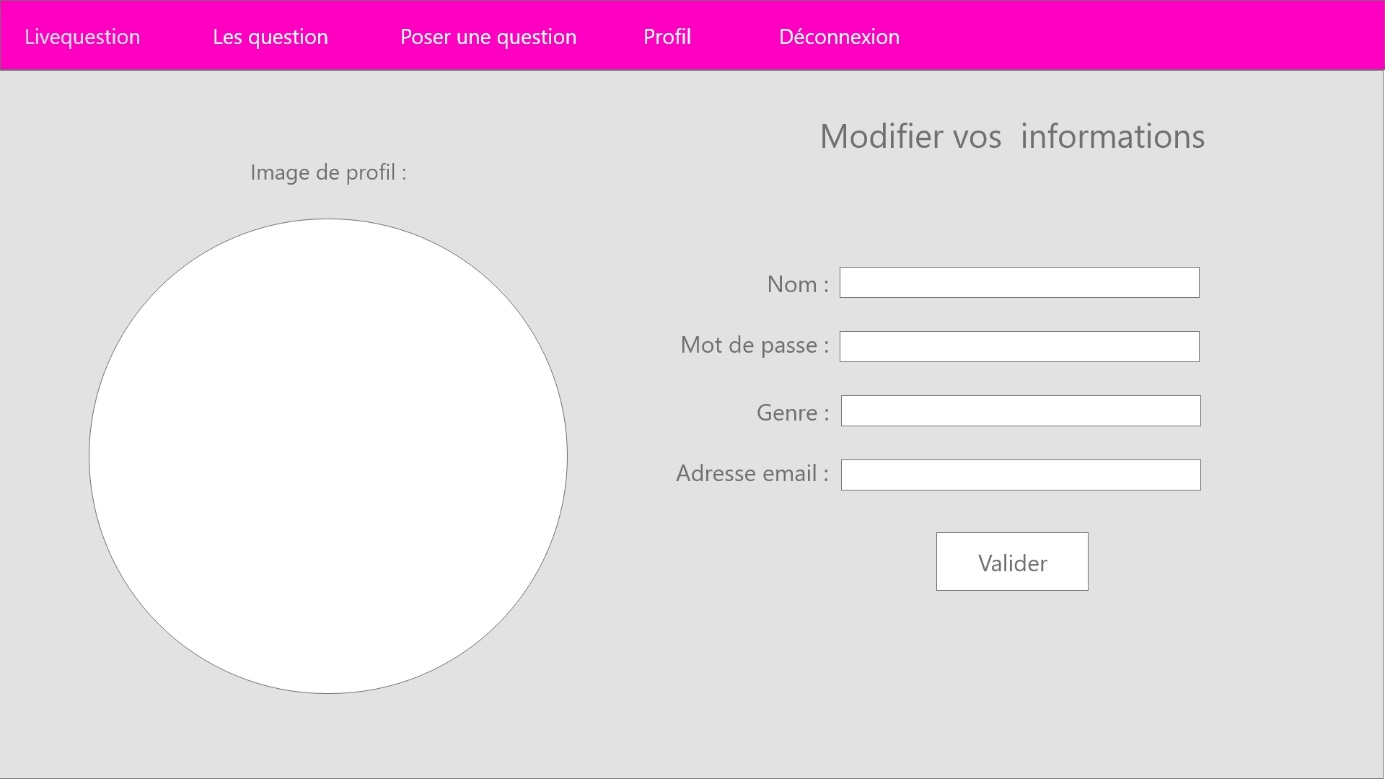 Livequestion Les question Poser une question Profil Déconnexion
Modifier vos  informations
Image de profil :
Nom :
Mot de passe :
Genre :
Adresse email :
Valider